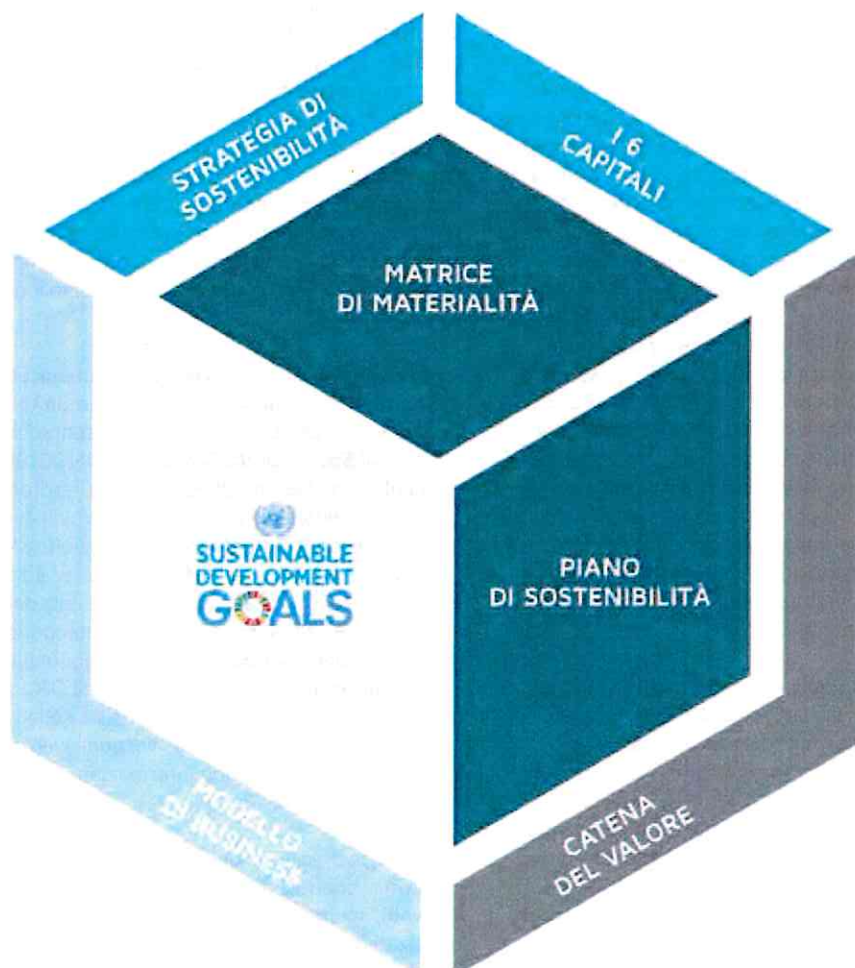 STRATEGIA DI
SOSTENIBILITÀ
I 6
CAPITALI
MATRICE
DI MATERIALITÀ
SUSTAINABLE
DEVELOPMENT
GOALS
PIANO
DI SOSTENIBILITÀ
MODELLO
DI BUSINESS
CATENA
DEL VALORE